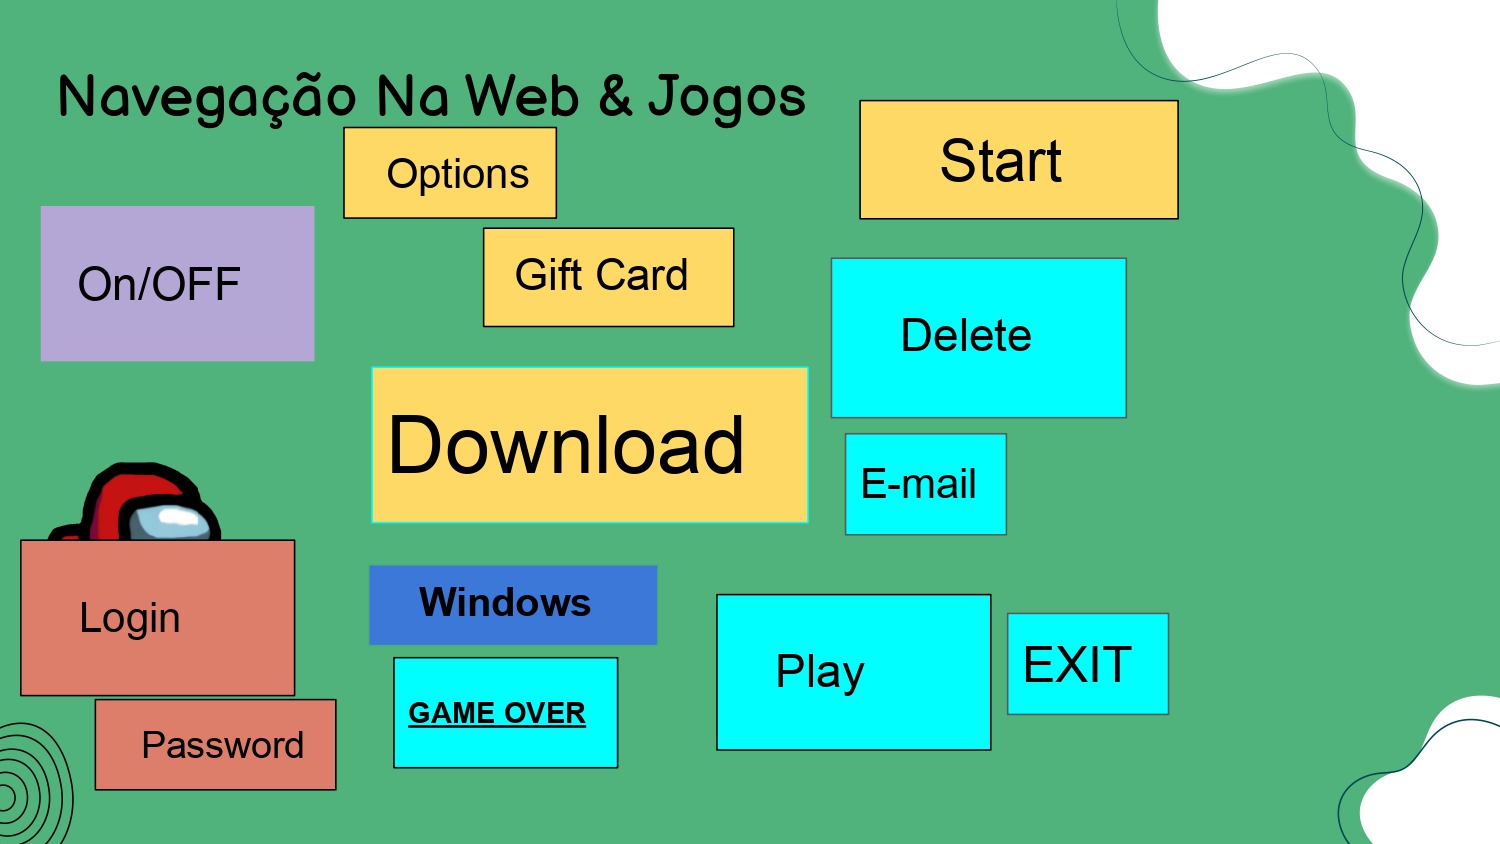 Navegação Na Web & Jogos
Options
Start
On/OFF
Gift Card
Delete
Download
E-mail
Login
Windows
Play
EXIT
GAME OVER
Password